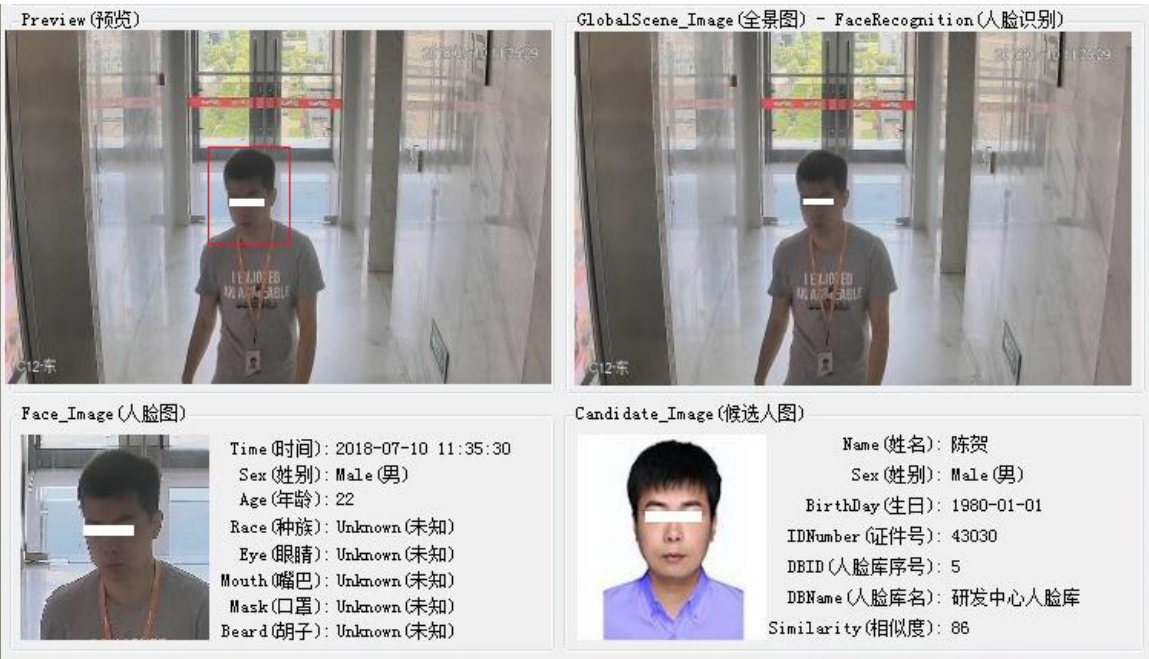 Preview(预览)
GlobalScene_Image(全景图) - FaceRecognition(人脸识别)
I ENJOYED
C12-东
C12-东
Face_Image(人脸图)
Time(时间): 2018-07-10 11:35:30
Sex(姓别): Male(男)
Age(年龄): 22
Race(种族): Unknown(未知)
Eye(眼睛): Unknown(未知)
Mouth(嘴巴): Unknown(未知)
Mask(口罩): Unknown(未知)
Beard(胡子): Unknown(未知)
Candidate_Image(候选人图)
Name(姓名): 陈贺
Sex(姓别): Male(男)
BirthDay(生日): 1980-01-01
IDNumber(证件号): 43030
DBID(人脸库序号): 5
DBName(人脸库名): 研发中心人脸库
Similarity(相似度): 86